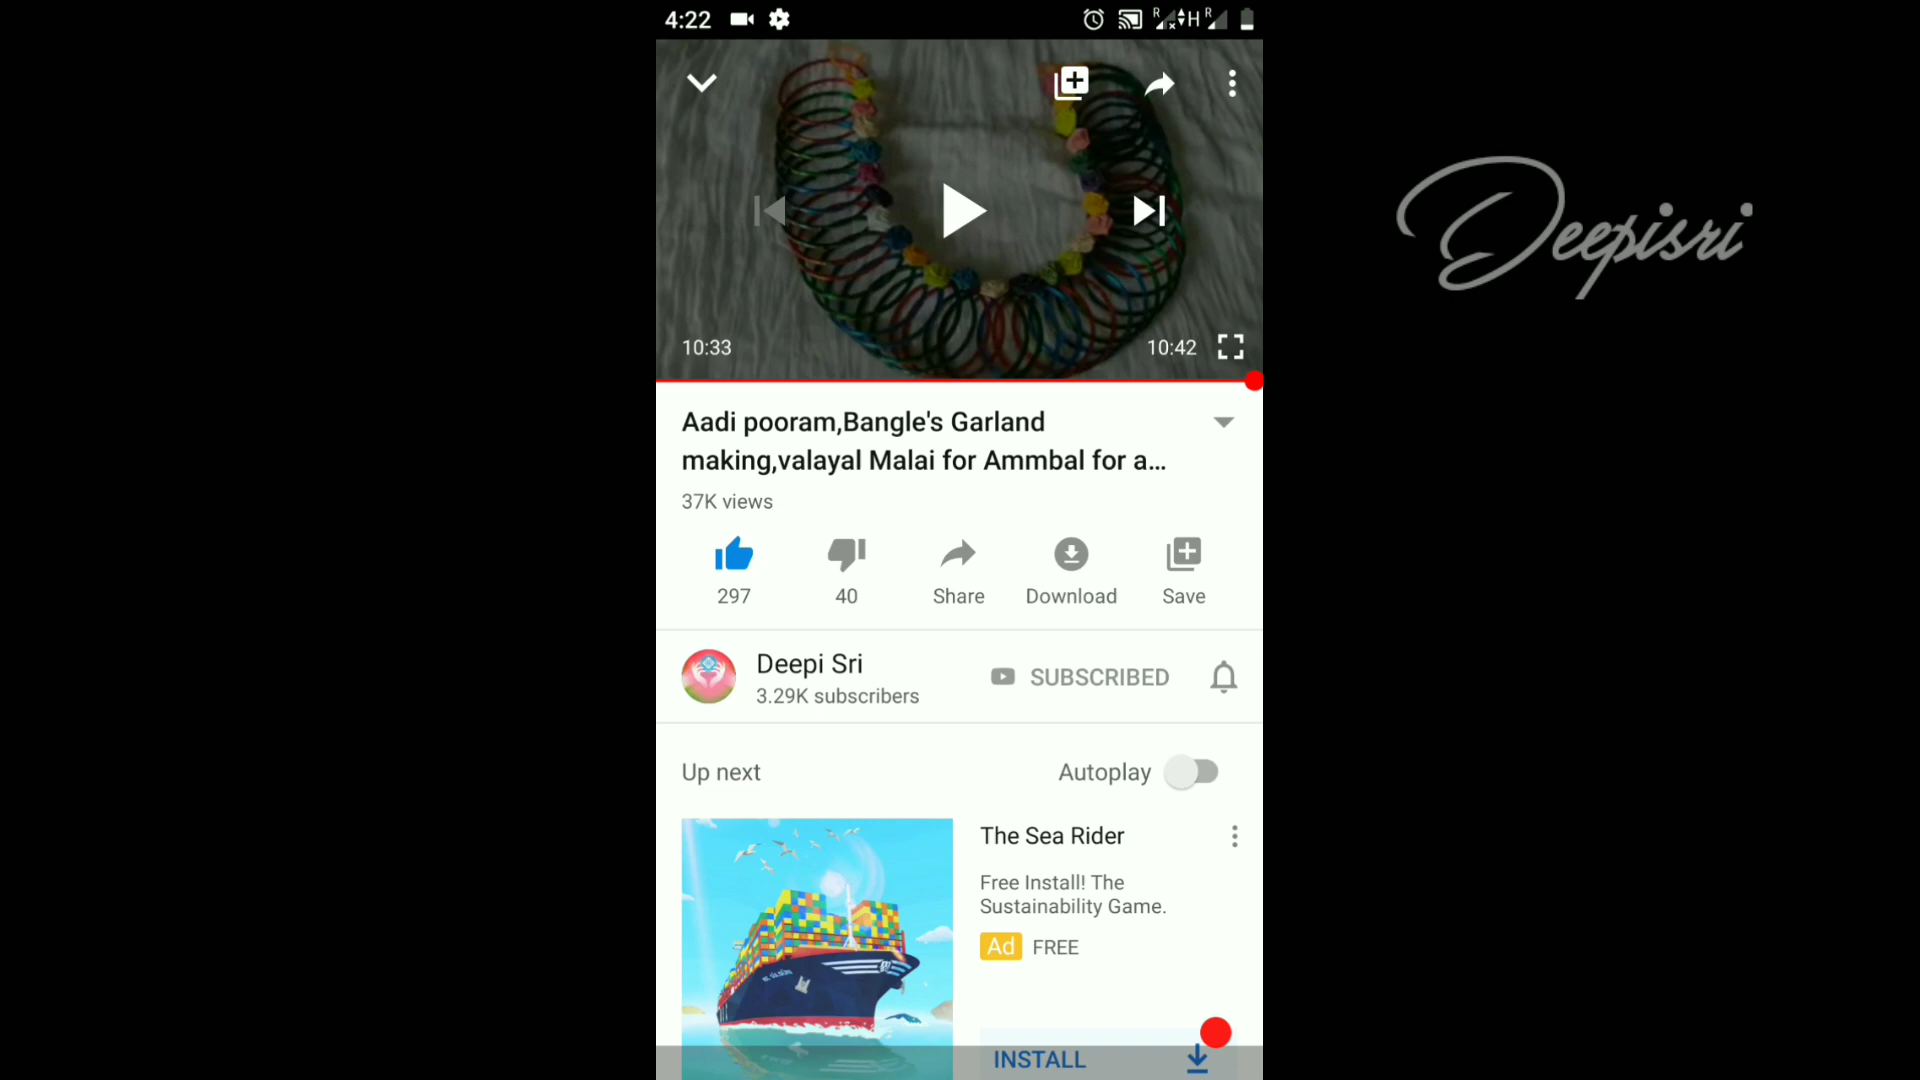 4:22
R H R
10:33
10:42
Deepisri
Aadi pooram,Bangle's Garland
making,valayal Malai for Ammbal for a...
37K views
297
40
Share
Download
Save
Deepi Sri
3.29K subscribers
SUBSCRIBED
Up next
Autoplay
The Sea Rider
Free Install! The
Sustainability Game.
Ad FREE
INSTALL